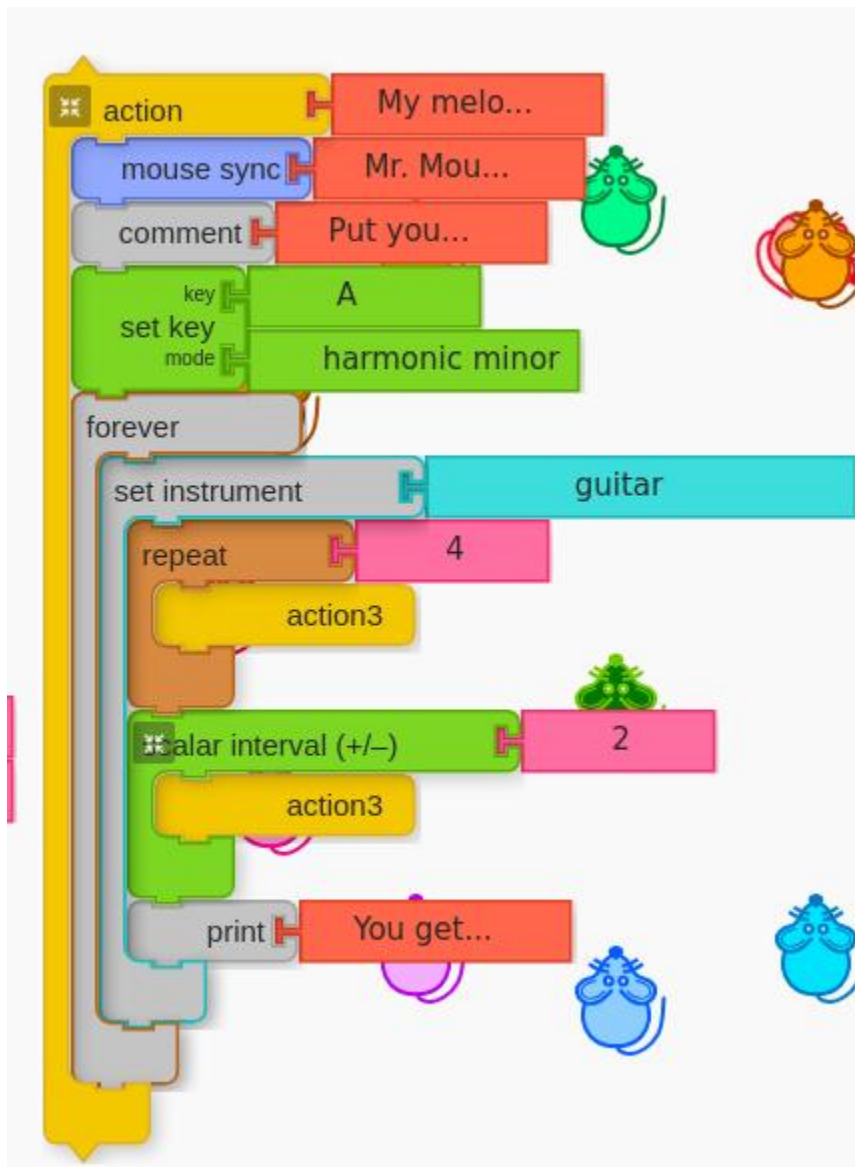 action My melo...
mouse sync Mr. Mou...
comment Put you...
key A
set key
mode harmonic minor
forever
set instrument guitar
repeat 4
action3
scalar interval (+/–) 2
action3
print You get...